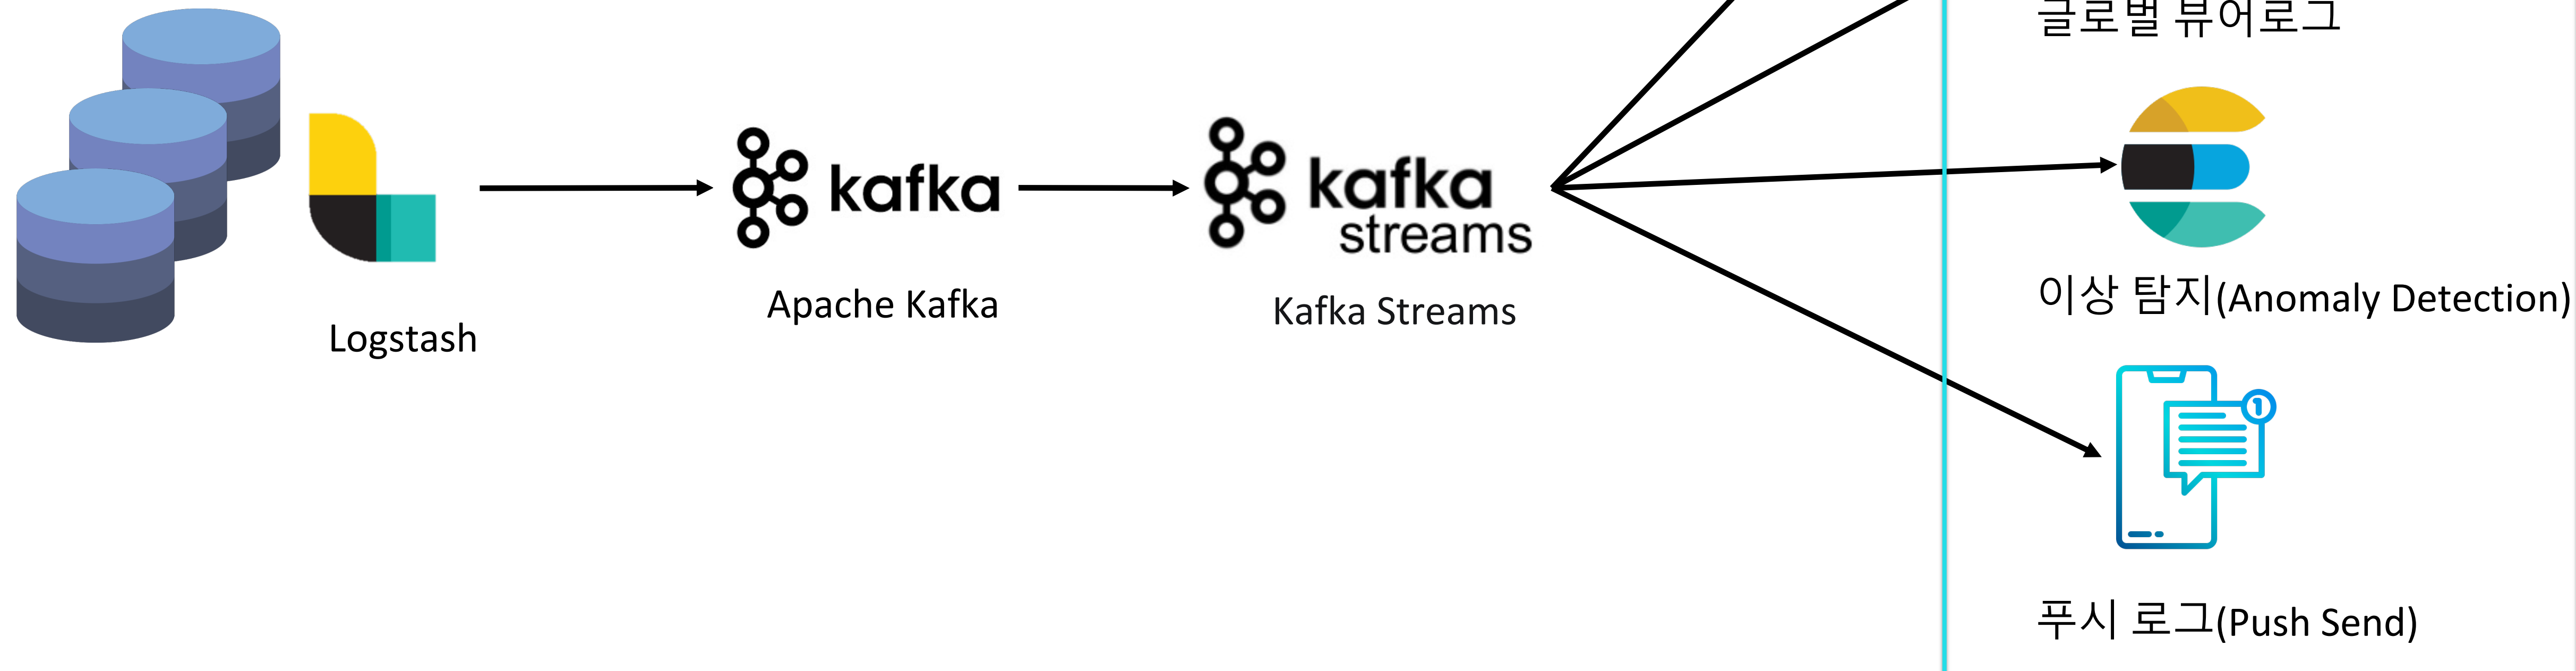 글로벌 뷰어로그
kafka
kafka
streams
Apache Kafka
Kafka Streams
Logstash
이상 탐지(Anomaly Detection)
1
푸시 로그(Push Send)